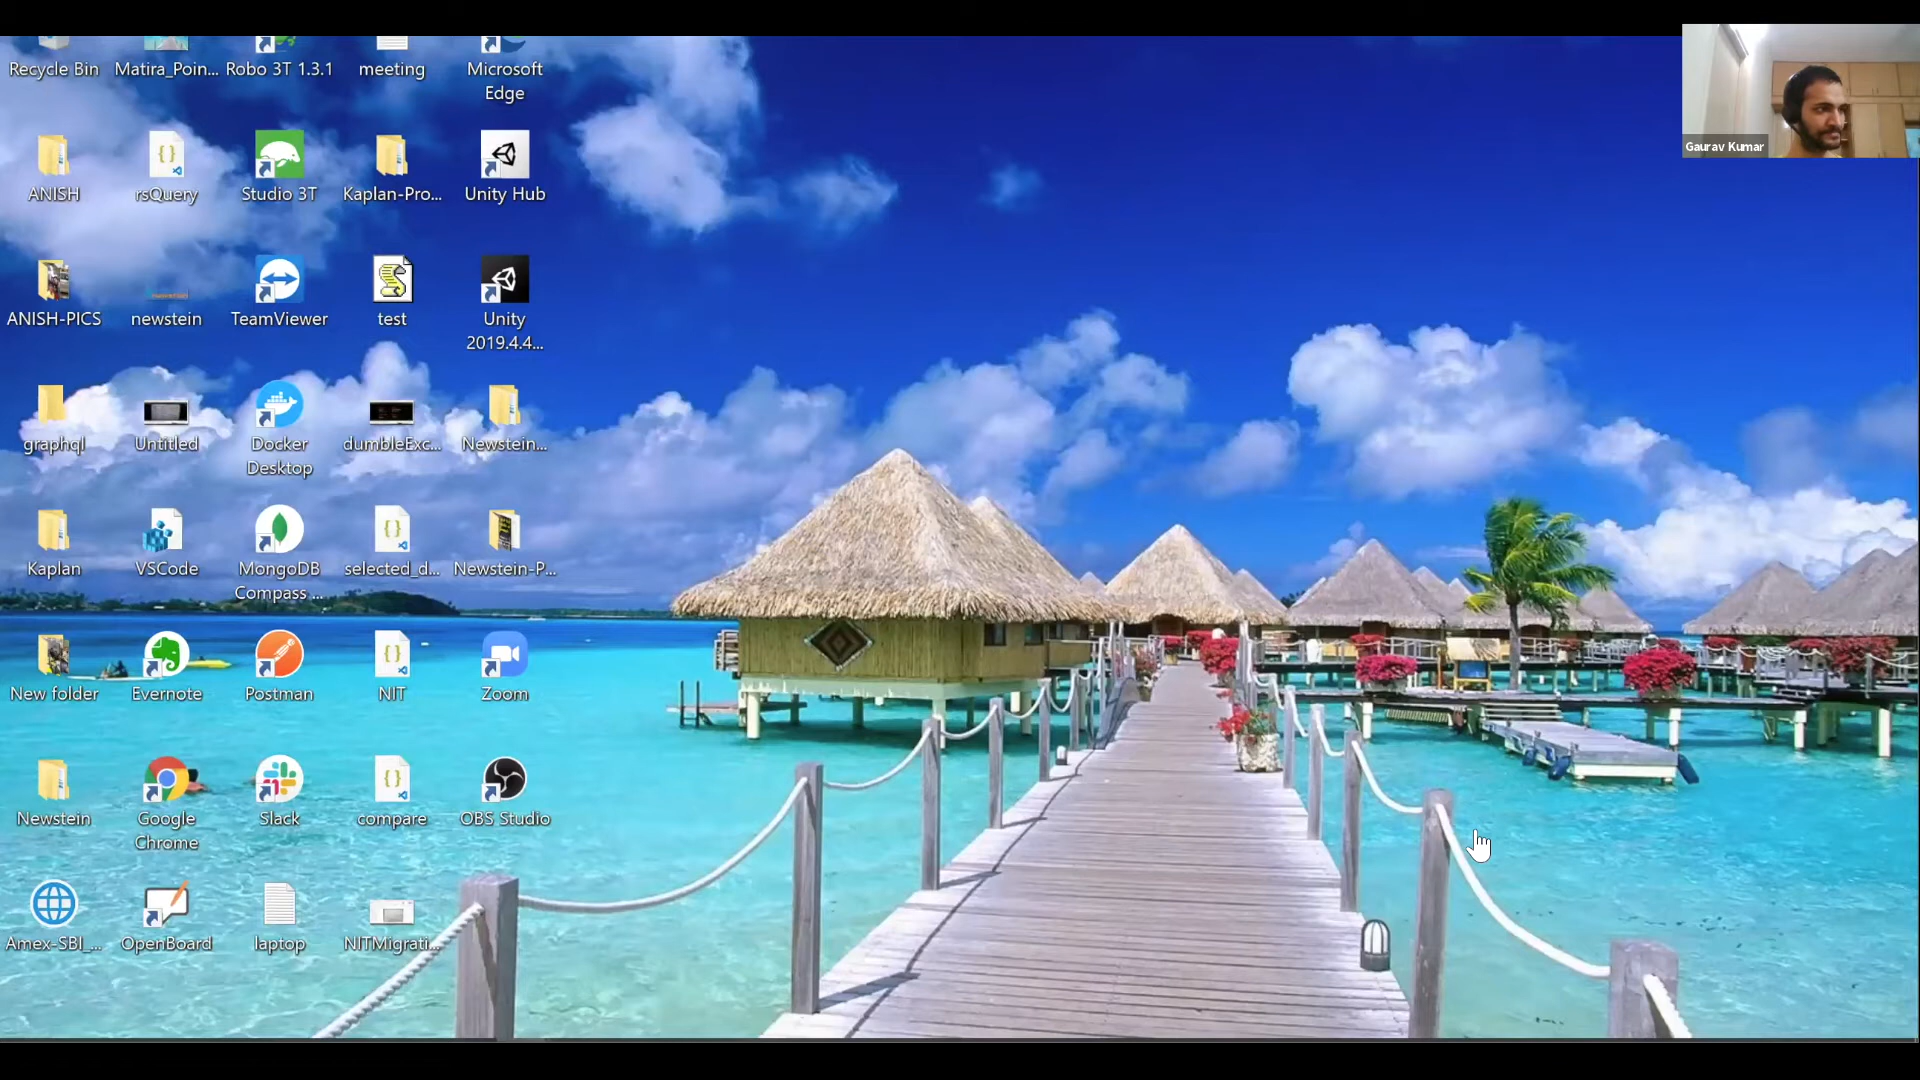 Recycle Bin
Matira_Poin...
Robo 3T 1.3.1
meeting
Microsoft
Edge
Gaurav Kumar
ANISH
rsQuery
Studio 3T
Kaplan-Pro...
Unity Hub
ANISH-PICS
newstein
TeamViewer
test
Unity
2019.4.4...
graphql
Untitled
Docker
Desktop
dumbleExc...
Newstein...
Kaplan
VSCode
MongoDB
Compass ...
selected_d...
Newstein-P...
New folder
Evernote
Postman
NIT
Zoom
Newstein
Google
Chrome
Slack
compare
OBS Studio
Amex-SBI_...
OpenBoard
laptop
NITMigrati...